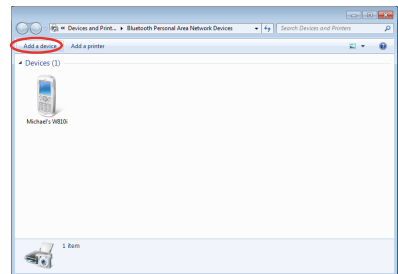 « Devices and Print... ▸ Bluetooth Personal Area Network Devices
Search Devices and Printers
Add a device
Add a printer
Devices (1)
Michael's W810i
1 item